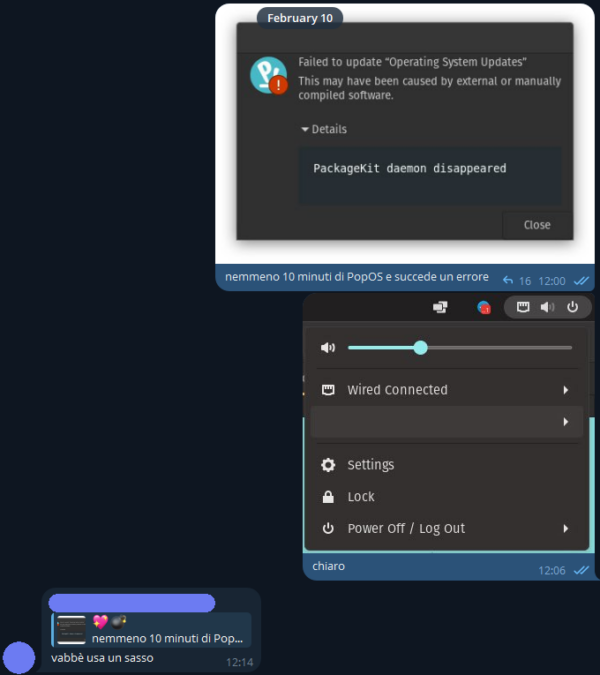 February 10
Failed to update “Operating System Updates”
This may have been caused by external or manually
compiled software.
Details
PackageKit daemon disappeared
Close
nemmeno 10 minuti di PopOS e succede un errore
16 12:00
Wired Connected
Settings
Lock
Power Off / Log Out
chiaro
12:06
nemmeno 10 minuti di Pop...
vabbè usa un sasso
12:14